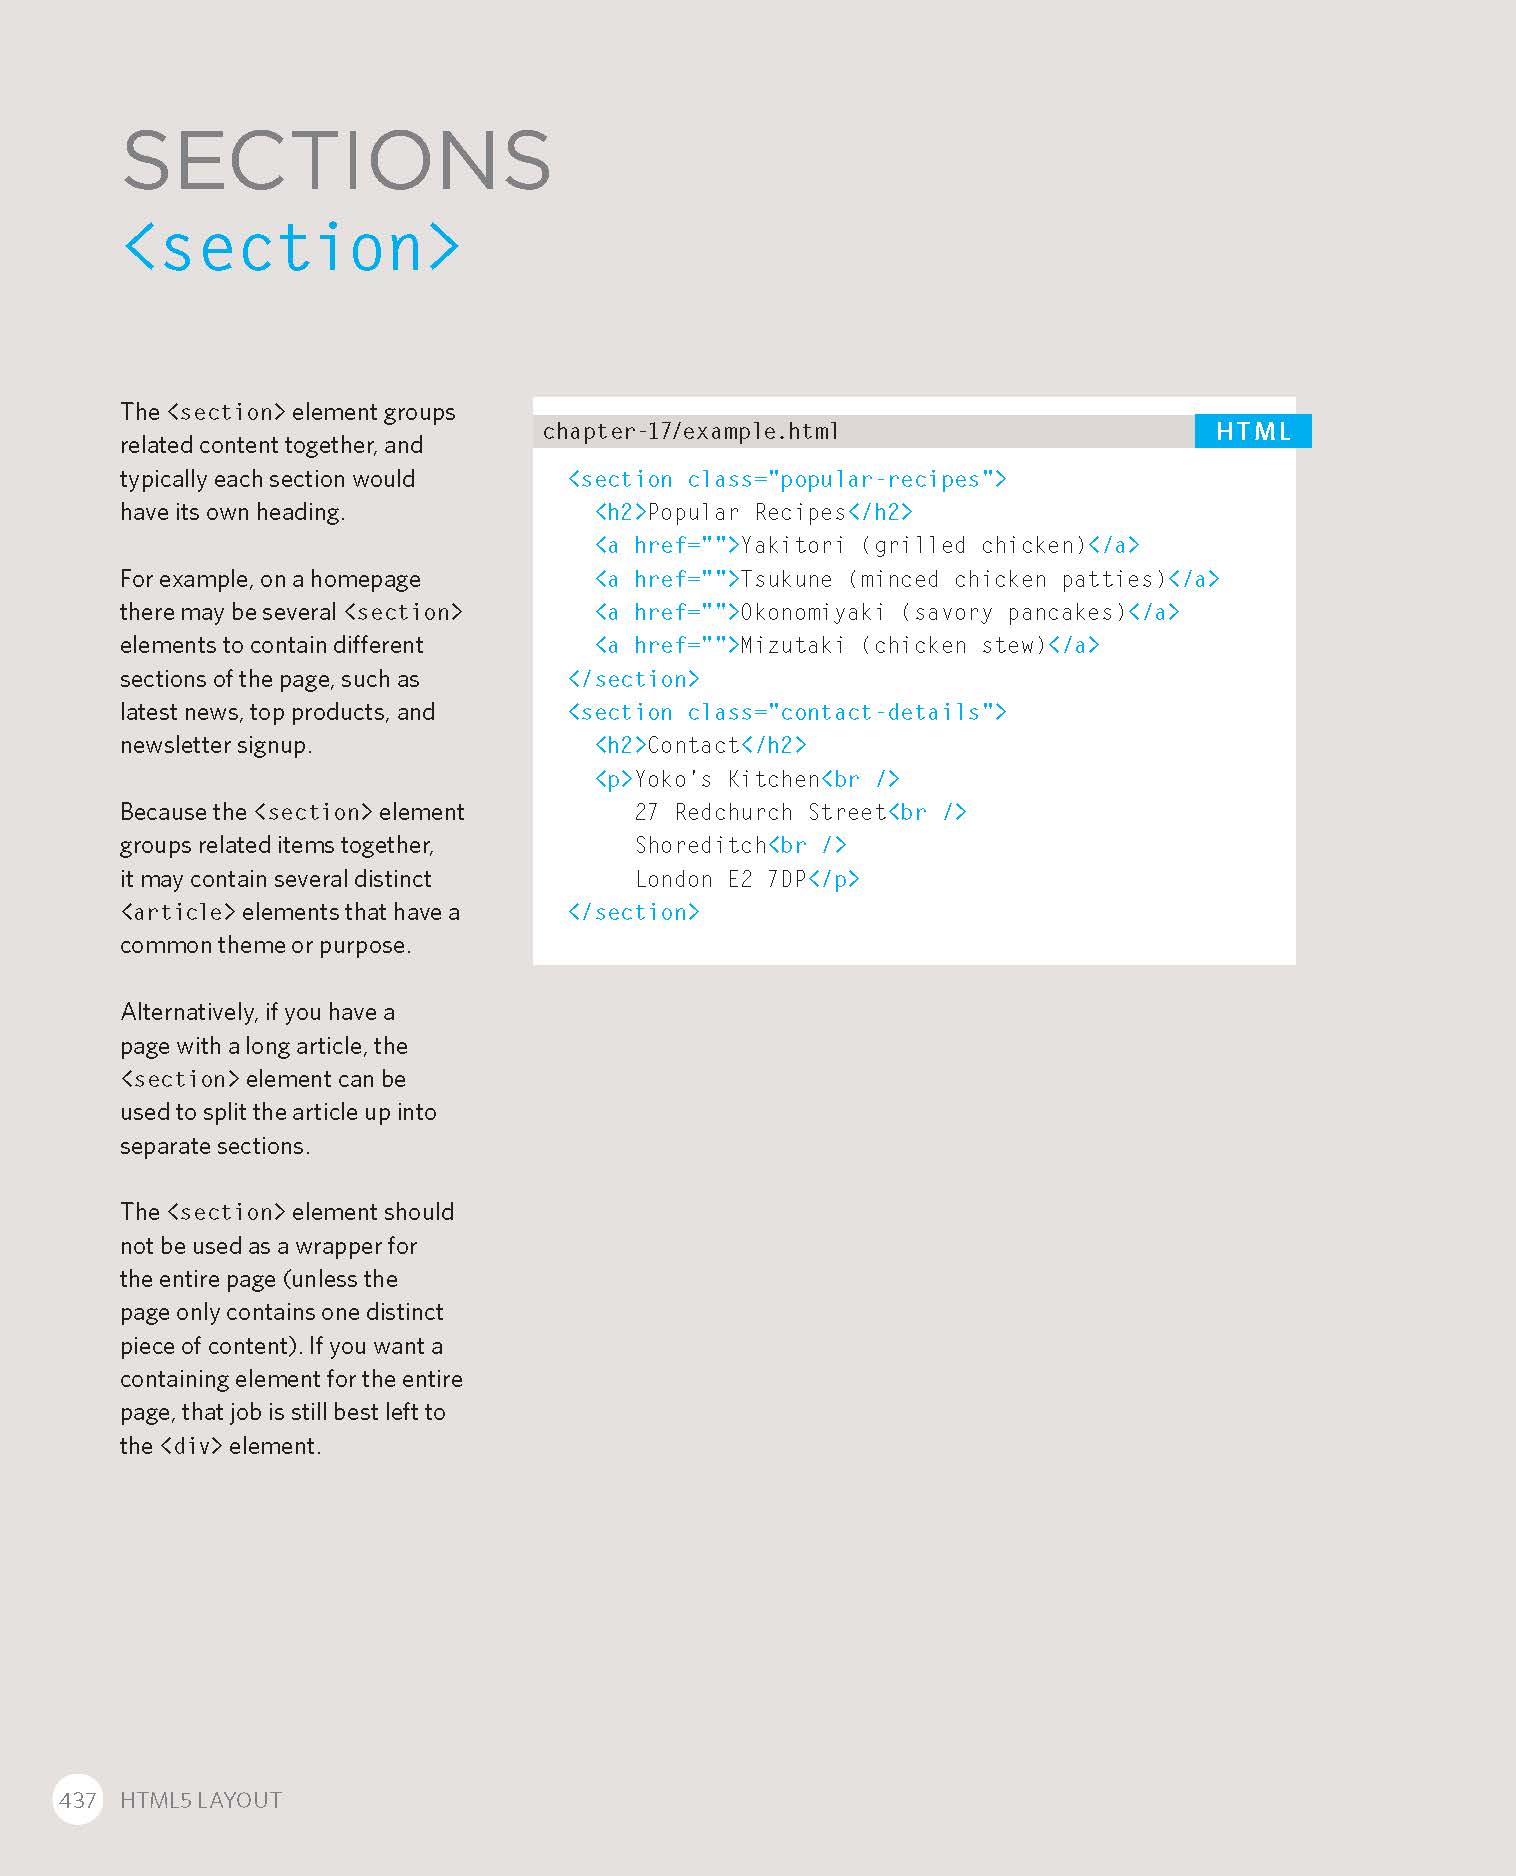 SECTIONS
<section>
The <section> element groups
related content together, and
typically each section would
have its own heading.
For example, on a homepage
there may be several <section>
elements to contain different
sections of the page, such as
latest news, top products, and
newsletter signup.
Because the <section> element
groups related items together,
it may contain several distinct
<article> elements that have a
common theme or purpose.
Alternatively, if you have a
page with a long article, the
<section> element can be
used to split the article up into
separate sections.
The <section> element should
not be used as a wrapper for
the entire page (unless the
page only contains one distinct
piece of content). If you want a
containing element for the entire
page, that job is still best left to
the <div> element.
chapter-17/example.html HTML
<section class="popular-recipes">
<h2>Popular Recipes</h2>
<a href="">Yakitori (grilled chicken)</a>
<a href="">Tsukune (minced chicken patties)</a>
<a href="">Okonomiyaki (savory pancakes)</a>
<a href="">Mizutaki (chicken stew)</a>
</section>
<section class="contact-details">
<h2>Contact</h2>
<p>Yoko's Kitchen<br />
27 Redchurch Street<br />
Shoreditch<br />
London E2 7DP</p>
</section>
437 HTML5 LAYOUT